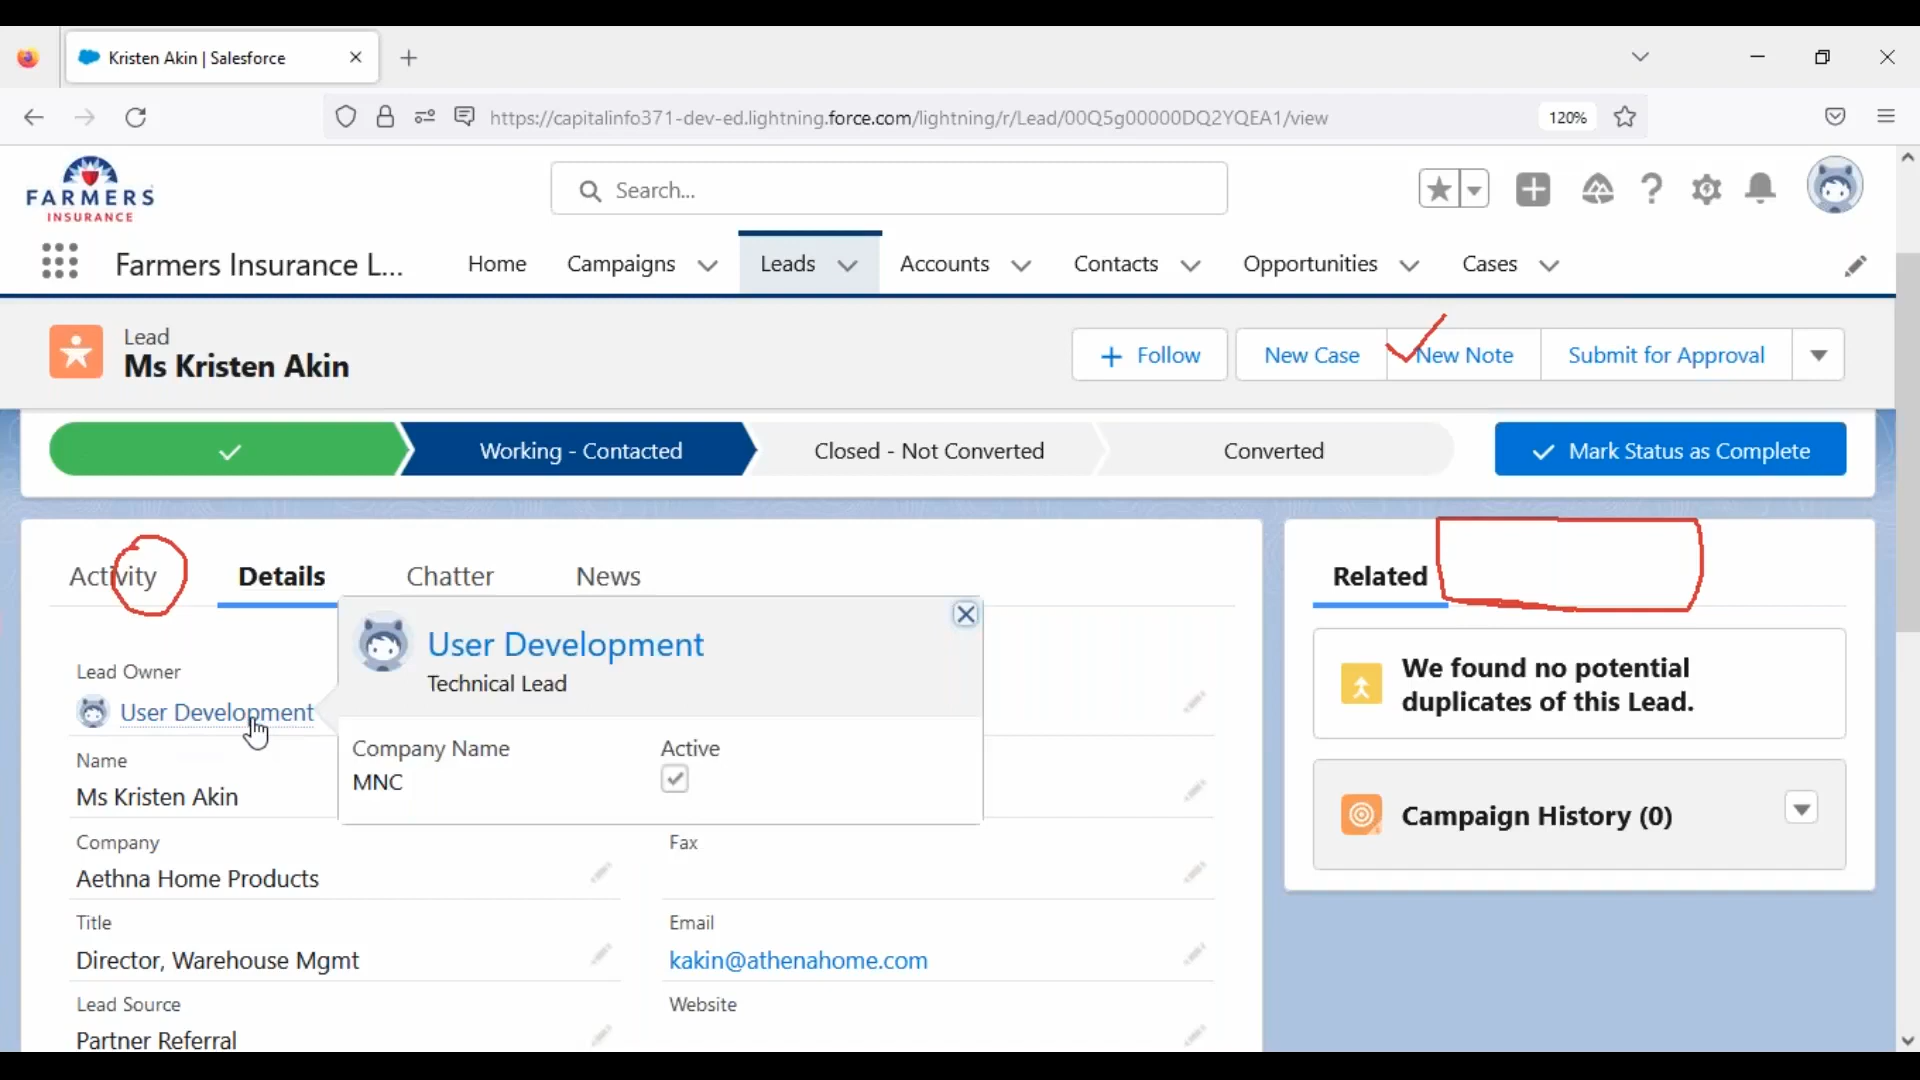 Kristen Akin | Salesforce
https://capitalinfo371-dev-ed.lightning.force.com/lightning/r/Lead/00Q5g00000DQ2YQEA1/view
120%
FARMERS
INSURANCE
Search...
Farmers Insurance L...
Home
Campaigns
Leads
Accounts
Contacts
Opportunities
Cases
Lead
Ms Kristen Akin
Follow
New Case
New Note
Submit for Approval
Working - Contacted
Closed - Not Converted
Converted
Mark Status as Complete
Activity
Details
Chatter
News
Related
User Development
Technical Lead
Company Name
MNC
Active
Lead Owner
User Development
Name
Ms Kristen Akin
Company
Aethna Home Products
Fax
Title
Director, Warehouse Mgmt
Email
kakin@athenahome.com
Lead Source
Partner Referral
Website
We found no potential
duplicates of this Lead.
Campaign History (0)